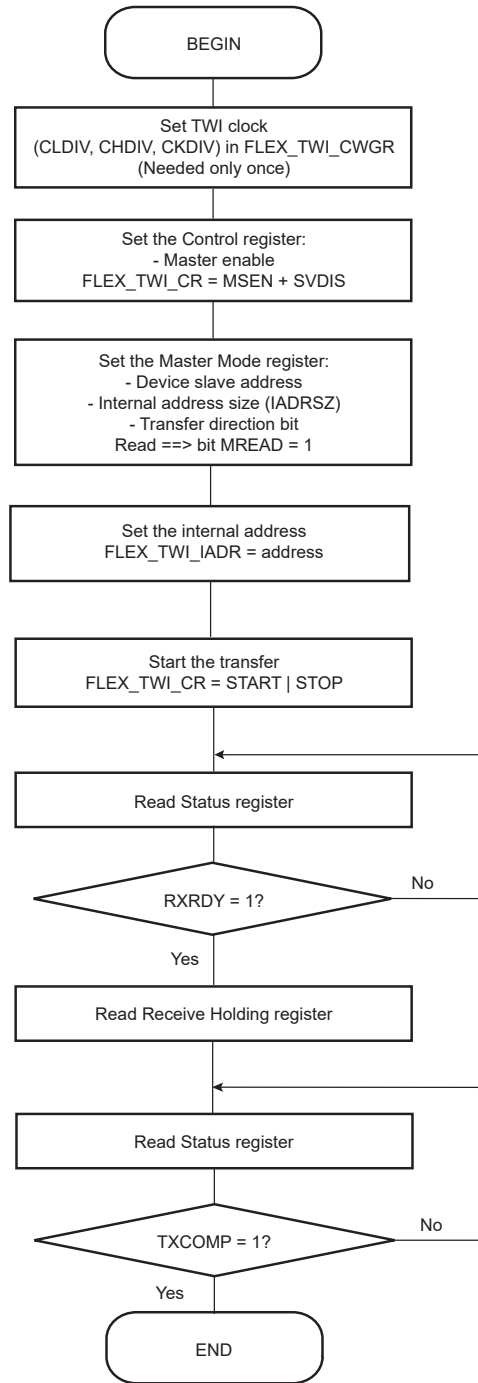 BEGIN
Set TWI clock
(CLDIV, CHDIV, CKDIV) in FLEX_TWI_CWGR
(Needed only once)
Set the Control register:
- Master enable
FLEX_TWI_CR = MSEN + SVDIS
Set the Master Mode register:
- Device slave address
- Internal address size (IADRSZ)
- Transfer direction bit
Read ==> bit MREAD = 1
Set the internal address
FLEX_TWI_IADR = address
Start the transfer
FLEX_TWI_CR = START | STOP
Read Status register
RXRDY = 1?
No
Yes
Read Receive Holding register
Read Status register
TXCOMP = 1?
No
Yes
END